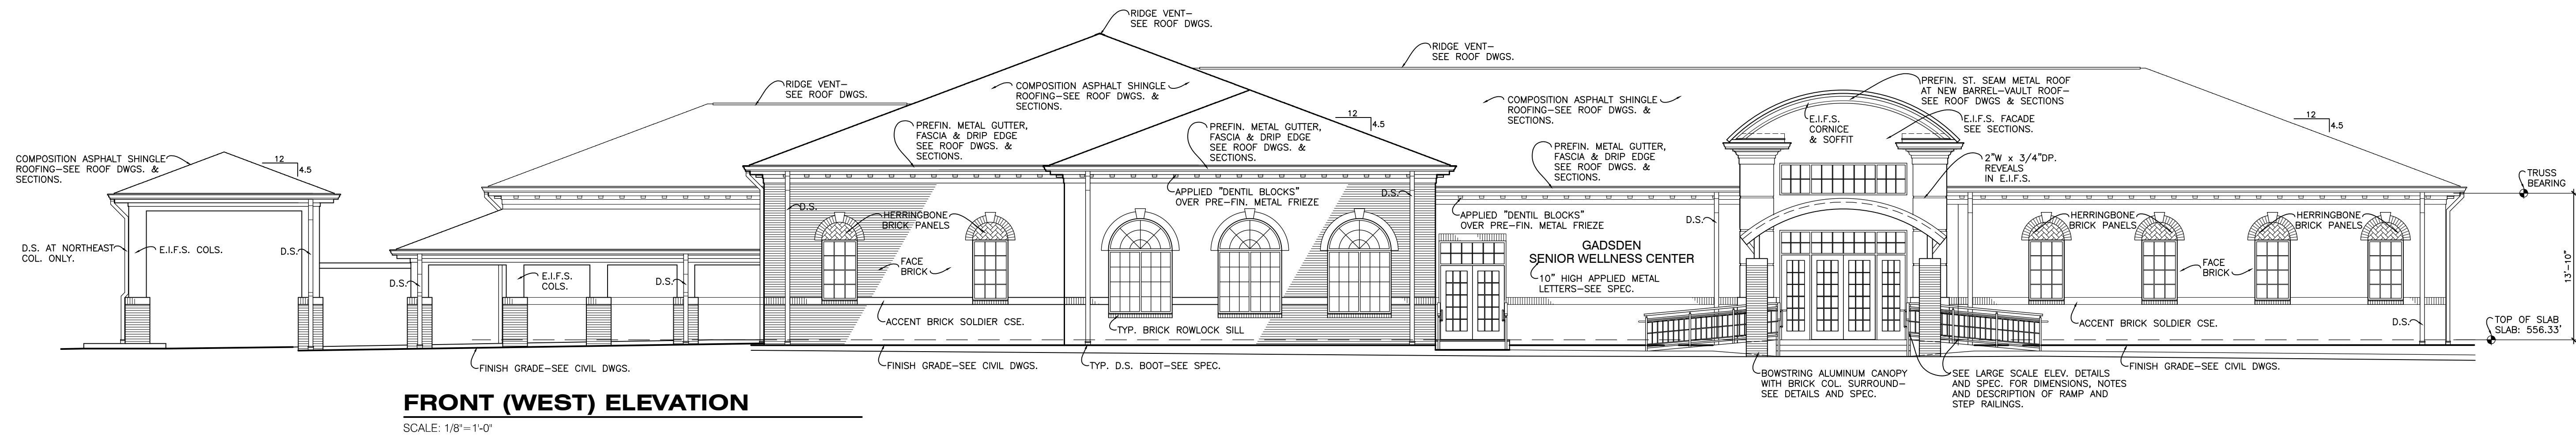 RIDGE VENT–
SEE ROOF DWGS.
RIDGE VENT–
SEE ROOF DWGS.
RIDGE VENT–
SEE ROOF DWGS.
COMPOSITION ASPHALT SHINGLE
ROOFING–SEE ROOF DWGS. &
SECTIONS.
COMPOSITION ASPHALT SHINGLE
ROOFING–SEE ROOF DWGS. &
SECTIONS.
PREFIN. ST. SEAM METAL ROOF
AT NEW BARREL–VAULT ROOF–
SEE ROOF DWGS & SECTIONS
12
4.5
E.I.F.S.
CORNICE
& SOFFIT
E.I.F.S. FACADE
SEE SECTIONS.
12
4.5
PREFIN. METAL GUTTER,
FASCIA & DRIP EDGE
SEE ROOF DWGS. &
SECTIONS.
PREFIN. METAL GUTTER,
FASCIA & DRIP EDGE
SEE ROOF DWGS. &
SECTIONS.
PREFIN. METAL GUTTER,
FASCIA & DRIP EDGE
SEE ROOF DWGS. &
SECTIONS.
COMPOSITION ASPHALT SHINGLE
ROOFING–SEE ROOF DWGS. &
SECTIONS.
12
4.5
2"W x 3/4"DP.
REVEALS
IN E.I.F.S.
TRUSS
BEARING
APPLIED "DENTIL BLOCKS"
OVER PRE–FIN. METAL FRIEZE
D.S.
D.S.
APPLIED "DENTIL BLOCKS"
OVER PRE–FIN. METAL FRIEZE
D.S.
HERRINGBONE
BRICK PANELS
HERRINGBONE
BRICK PANELS
HERRINGBONE
BRICK PANELS
D.S. AT NORTHEAST
COL. ONLY.
E.I.F.S. COLS.
D.S.
GADSDEN
SENIOR WELLNESS CENTER
10" HIGH APPLIED METAL
LETTERS–SEE SPEC.
FACE
BRICK
FACE
BRICK
D.S.
E.I.F.S.
COLS.
D.S.
13'–10"
ACCENT BRICK SOLDIER CSE.
TYP. BRICK ROWLOCK SILL
ACCENT BRICK SOLDIER CSE.
D.S.
TOP OF SLAB
SLAB: 556.33'
FINISH GRADE–SEE CIVIL DWGS.
FINISH GRADE–SEE CIVIL DWGS.
TYP. D.S. BOOT–SEE SPEC.
FINISH GRADE–SEE CIVIL DWGS.
BOWSTRING ALUMINUM CANOPY
WITH BRICK COL. SURROUND–
SEE DETAILS AND SPEC.
SEE LARGE SCALE ELEV. DETAILS
AND SPEC. FOR DIMENSIONS, NOTES
AND DESCRIPTION OF RAMP AND
STEP RAILINGS.
FRONT (WEST) ELEVATION
SCALE: 1/8"=1'-0"